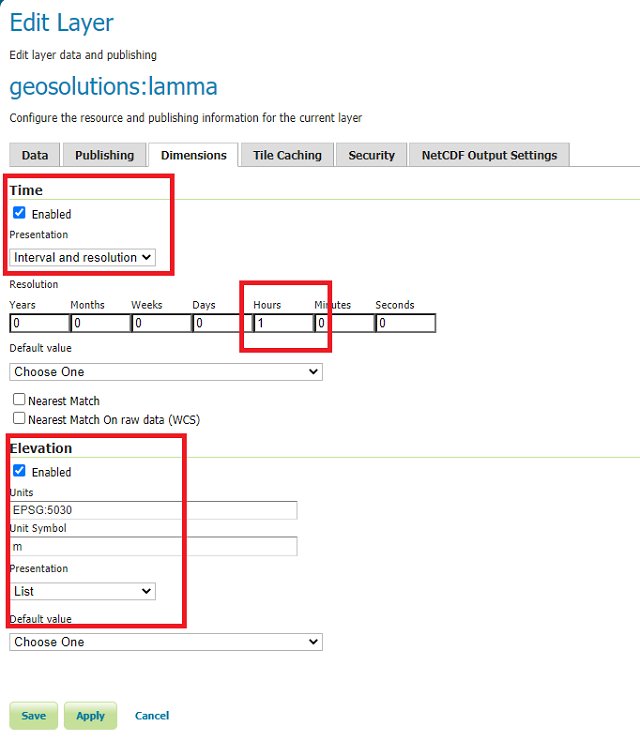 Edit Layer
Edit layer data and publishing
geosolutions:lamma
Configure the resource and publishing information for the current layer
Data Publishing Dimensions Tile Caching Security NetCDF Output Settings
Time
Enabled
Presentation
Interval and resolution
Resolution
Years Months Weeks Days Hours Minutes Seconds
0 0 0 0 1 0 0
Default value
Choose One
Nearest Match
Nearest Match On raw data (WCS)
Elevation
Enabled
Units
EPSG:5030
Unit Symbol
m
Presentation
List
Default value
Choose One
Save Apply Cancel